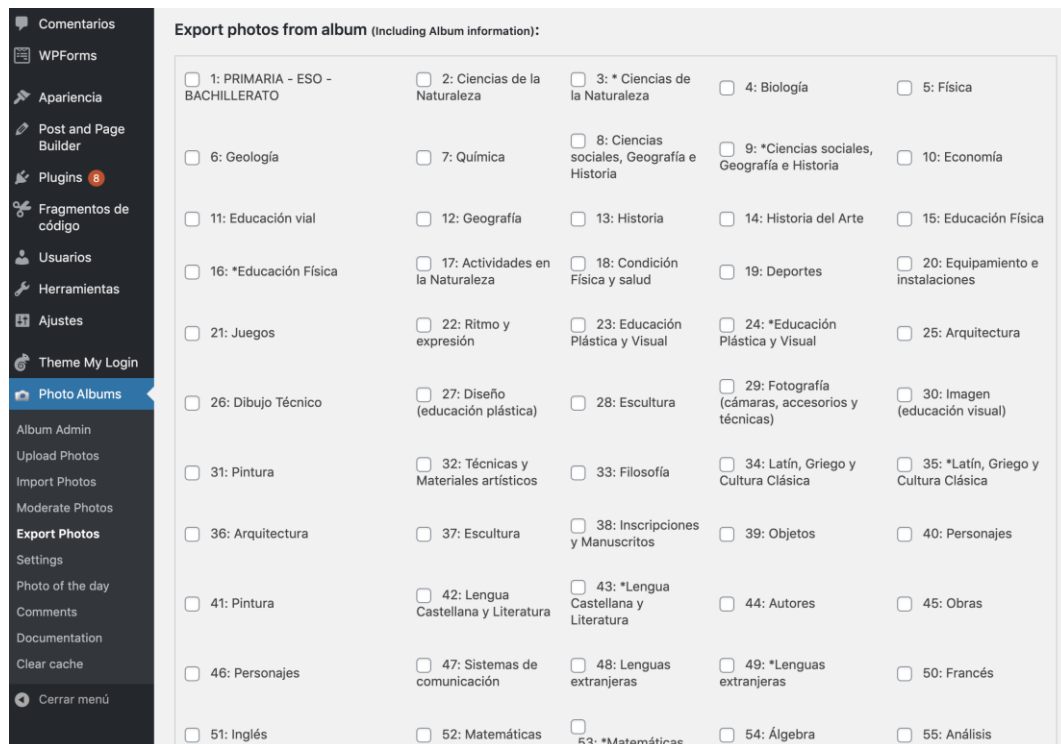 Comentarios
WPForms
Apariencia
Post and Page
Builder
Plugins 8
Fragmentos de
código
Usuarios
Herramientas
Ajustes
Theme My Login
Photo Albums
Album Admin
Upload Photos
Import Photos
Moderate Photos
Export Photos
Settings
Photo of the day
Comments
Documentation
Clear cache
Cerrar menú
Export photos from album (Including Album information):
1: PRIMARIA - ESO -
BACHILLERATO
2: Ciencias de la
Naturaleza
3: * Ciencias de
la Naturaleza
4: Biología
5: Física
6: Geología
7: Química
8: Ciencias
sociales, Geografía e
Historia
9: *Ciencias sociales,
Geografía e Historia
10: Economía
11: Educación vial
12: Geografía
13: Historia
14: Historia del Arte
15: Educación Física
16: *Educación Física
17: Actividades en
la Naturaleza
18: Condición
Física y salud
19: Deportes
20: Equipamiento e
instalaciones
21: Juegos
22: Ritmo y
expresión
23: Educación
Plástica y Visual
24: *Educación
Plástica y Visual
25: Arquitectura
26: Dibujo Técnico
27: Diseño
(educación plástica)
28: Escultura
29: Fotografía
(cámaras, accesorios y
técnicas)
30: Imagen
(educación visual)
31: Pintura
32: Técnicas y
Materiales artísticos
33: Filosofía
34: Latín, Griego y
Cultura Clásica
35: *Latín, Griego y
Cultura Clásica
36: Arquitectura
37: Escultura
38: Inscripciones
y Manuscritos
39: Objetos
40: Personajes
41: Pintura
42: Lengua
Castellana y Literatura
43: *Lengua
Castellana y
Literatura
44: Autores
45: Obras
46: Personajes
47: Sistemas de
comunicación
48: Lenguas
extranjeras
49: *Lenguas
extranjeras
50: Francés
51: Inglés
52: Matemáticas
53: *Matemáticas
54: Álgebra
55: Análisis